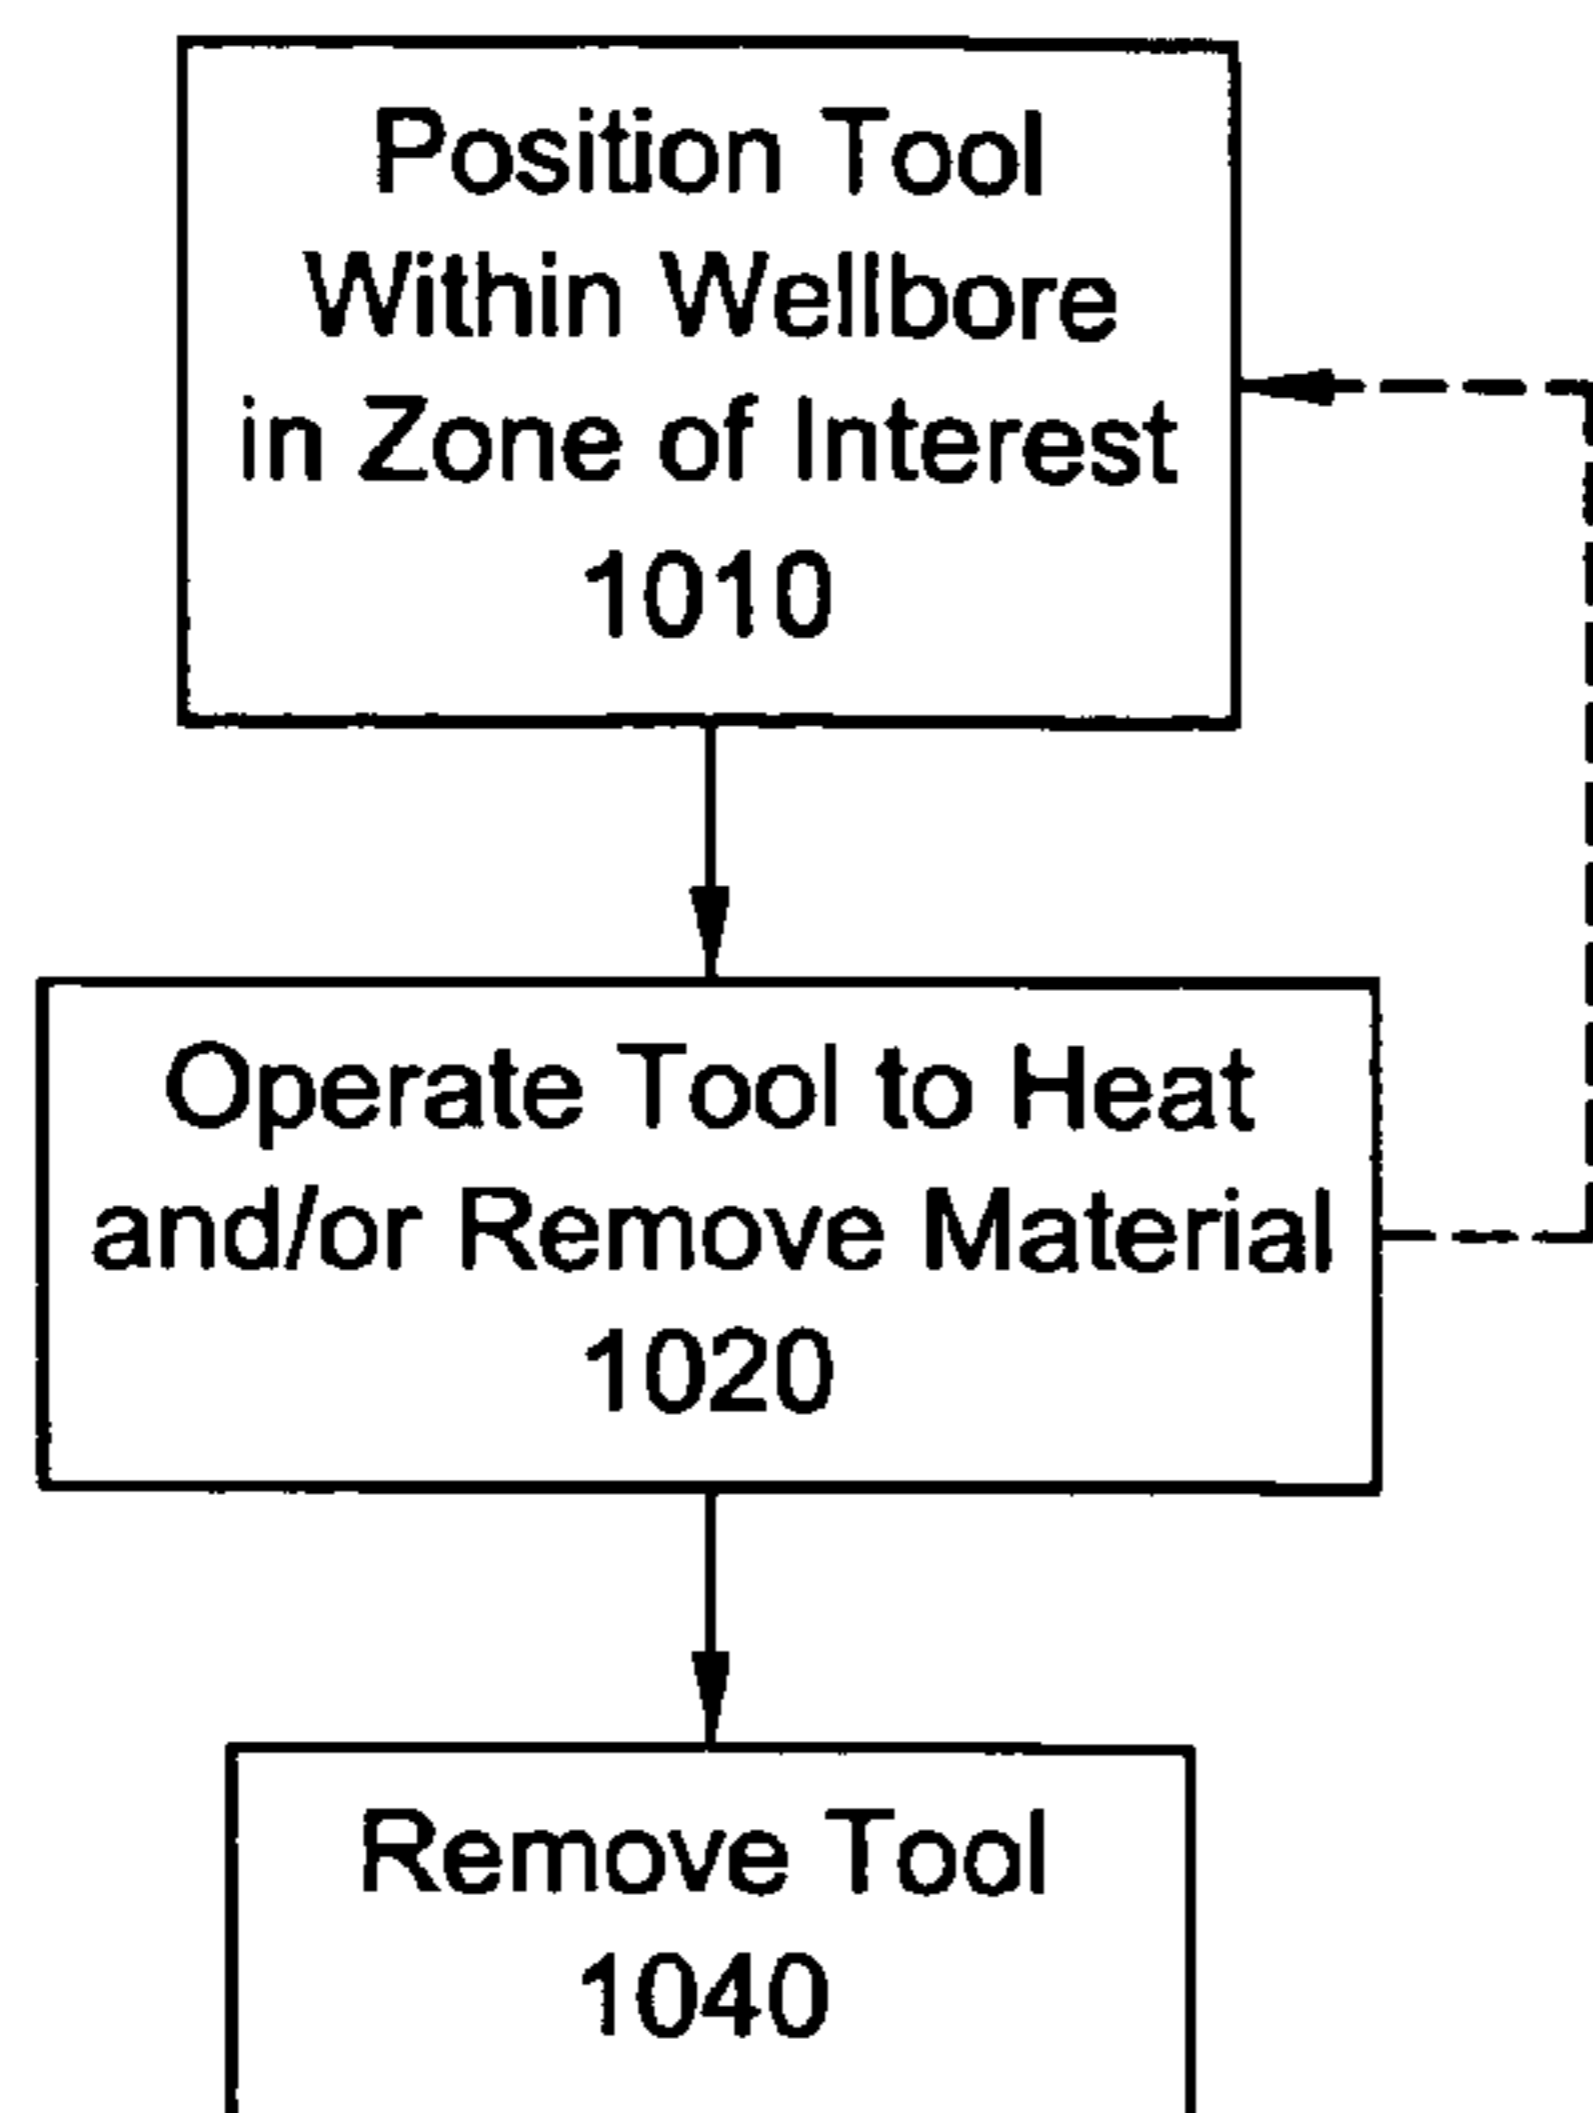 Position Tool
Within Wellbore
in Zone of Interest
1010
Operate Tool to Heat
and/or Remove Material
1020
Remove Tool
1040